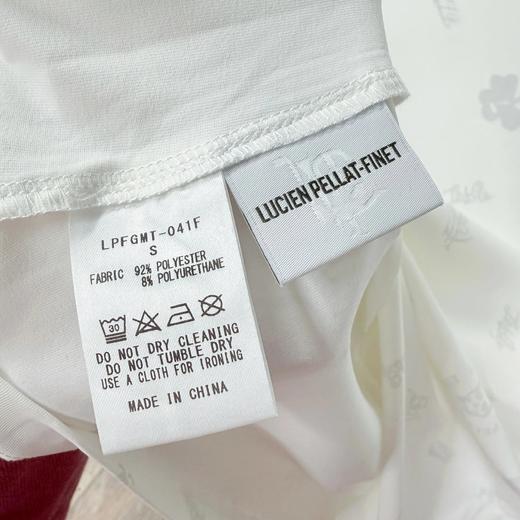 LUCIEN PELLAT-FINET
LPFGMT-041F
S
FABRIC 92% POLYESTER
8% POLYURETHANE
30
DO NOT DRY CLEANING
DO NOT TUMBLE DRY
USE A CLOTH FOR IRONING
MADE IN CHINA